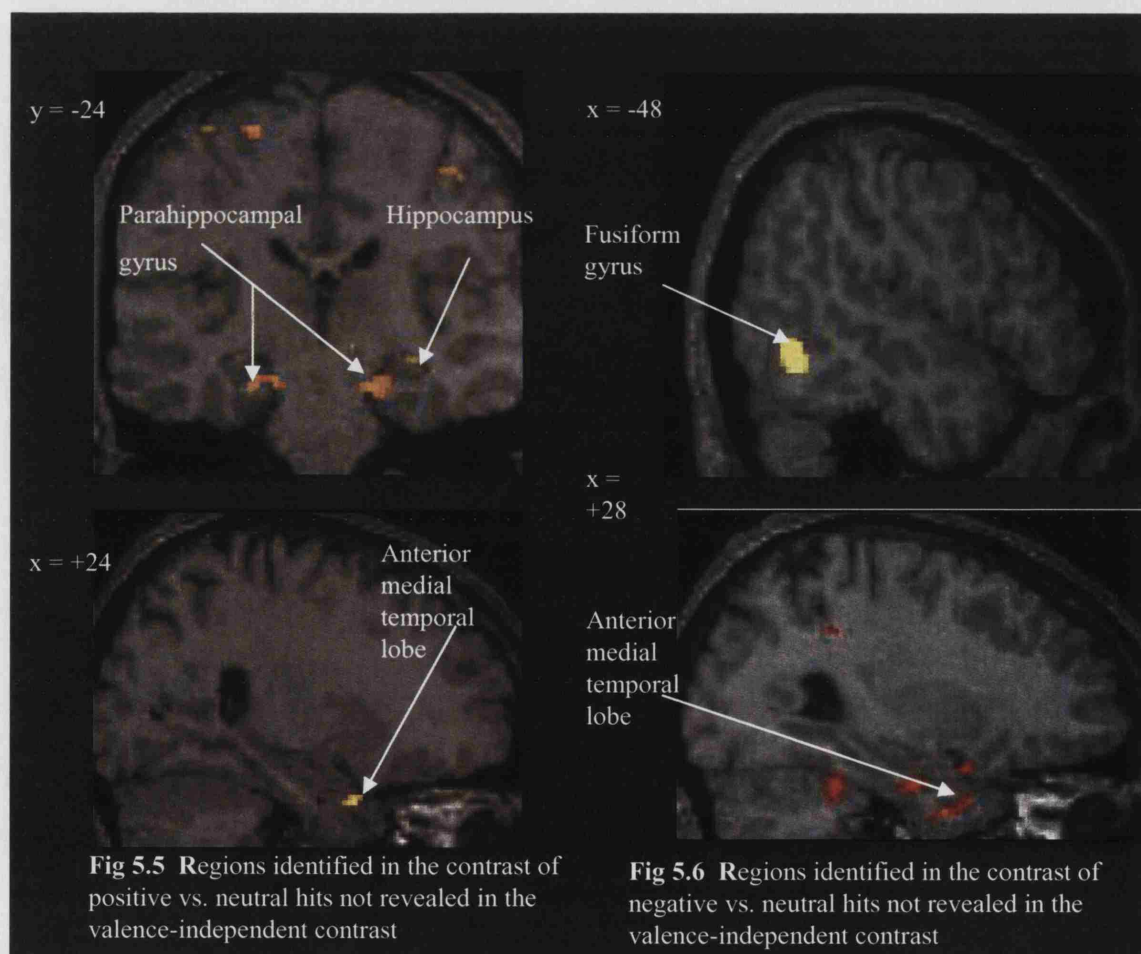 y = -24
Parahippocampal
gyrus
Hippocampus
x = +24
Anterior
medial
temporal
lobe
Fig 5.5 Regions identified in the contrast of
positive vs. neutral hits not revealed in the
valence-independent contrast
x = -48
Fusiform
gyrus
x =
+28
Anterior
medial
temporal
lobe
Fig 5.6 Regions identified in the contrast of
negative vs. neutral hits not revealed in the
valence-independent contrast